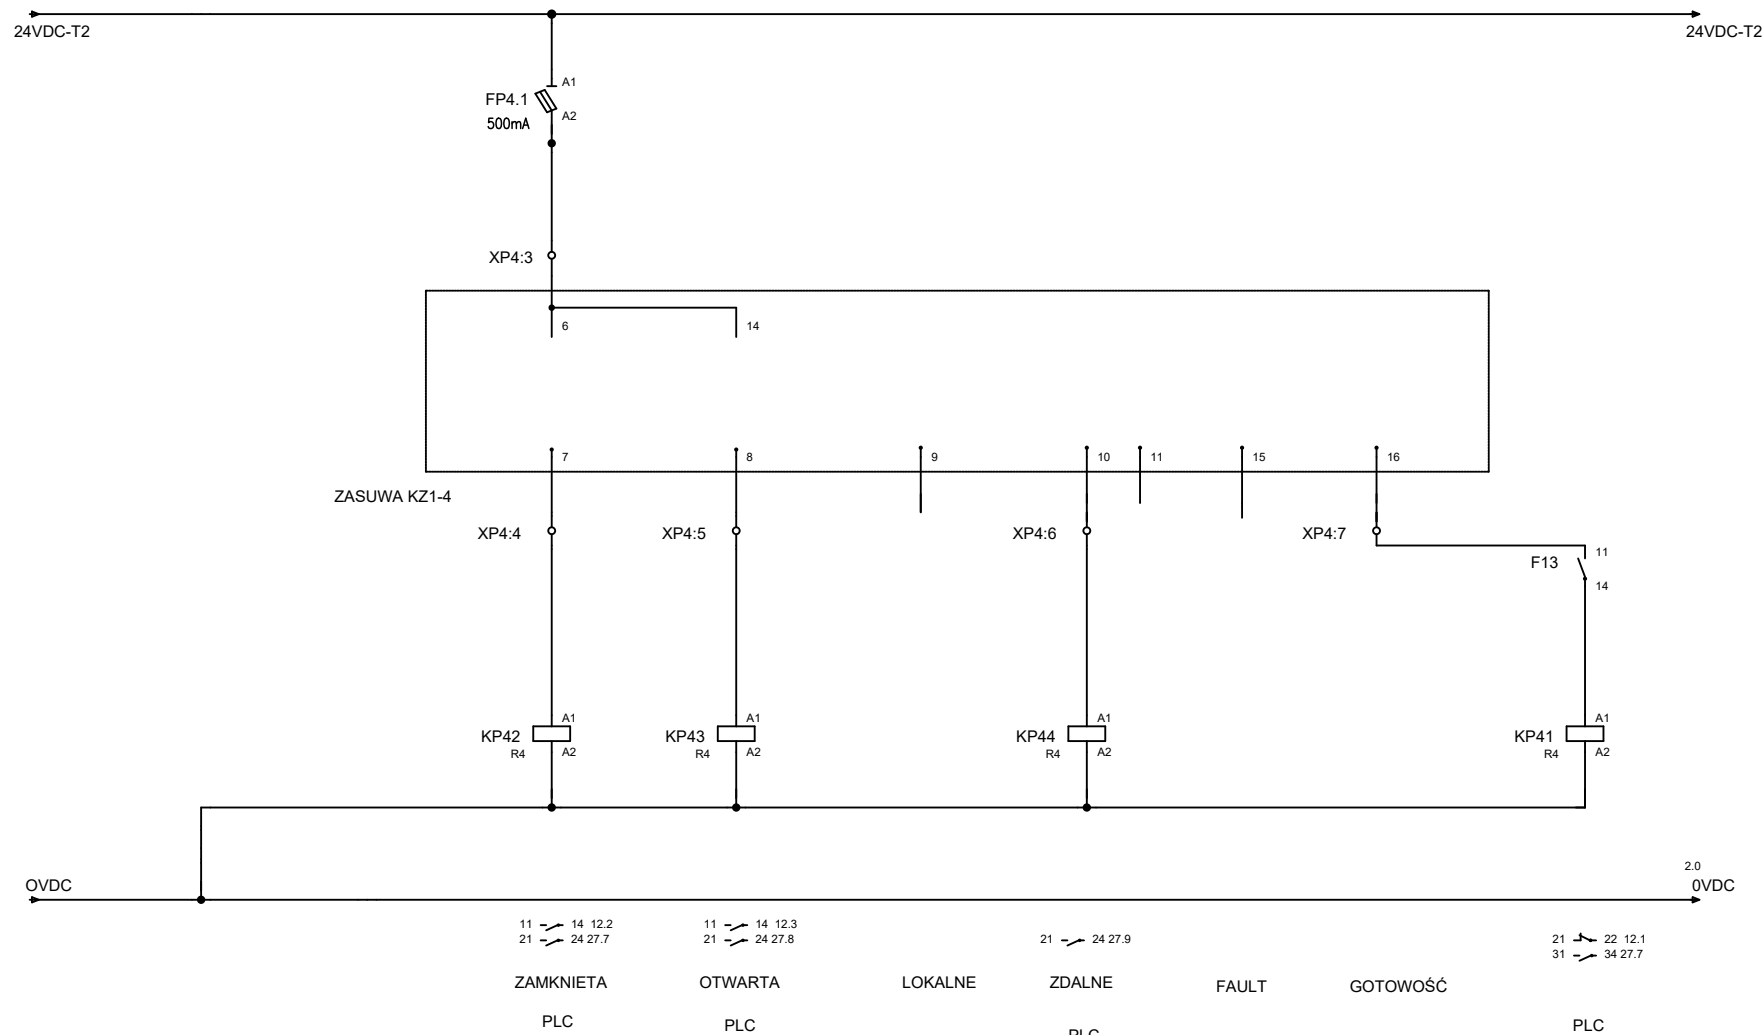 24VDC-T2
24VDC-T2
A1
FP4.1
A2
500mA
XP4:3
6
14
7
8
9
10
11
15
16
ZASUWA KZ1-4
XP4:4
XP4:5
XP4:6
XP4:7
11
F13
14
A1
KP42
R4
A2
A1
KP43
R4
A2
A1
KP44
R4
A2
A1
KP41
R4
A2
OVDC
2.0
0VDC
11 14 12.2
21 24 27.7
11 14 12.3
21 24 27.8
21 24 27.9
21 22 12.1
31 34 27.7
ZAMKNIETA
OTWARTA
LOKALNE
ZDALNE
FAULT
GOTOWOŚĆ
PLC
PLC
PLC
PLC